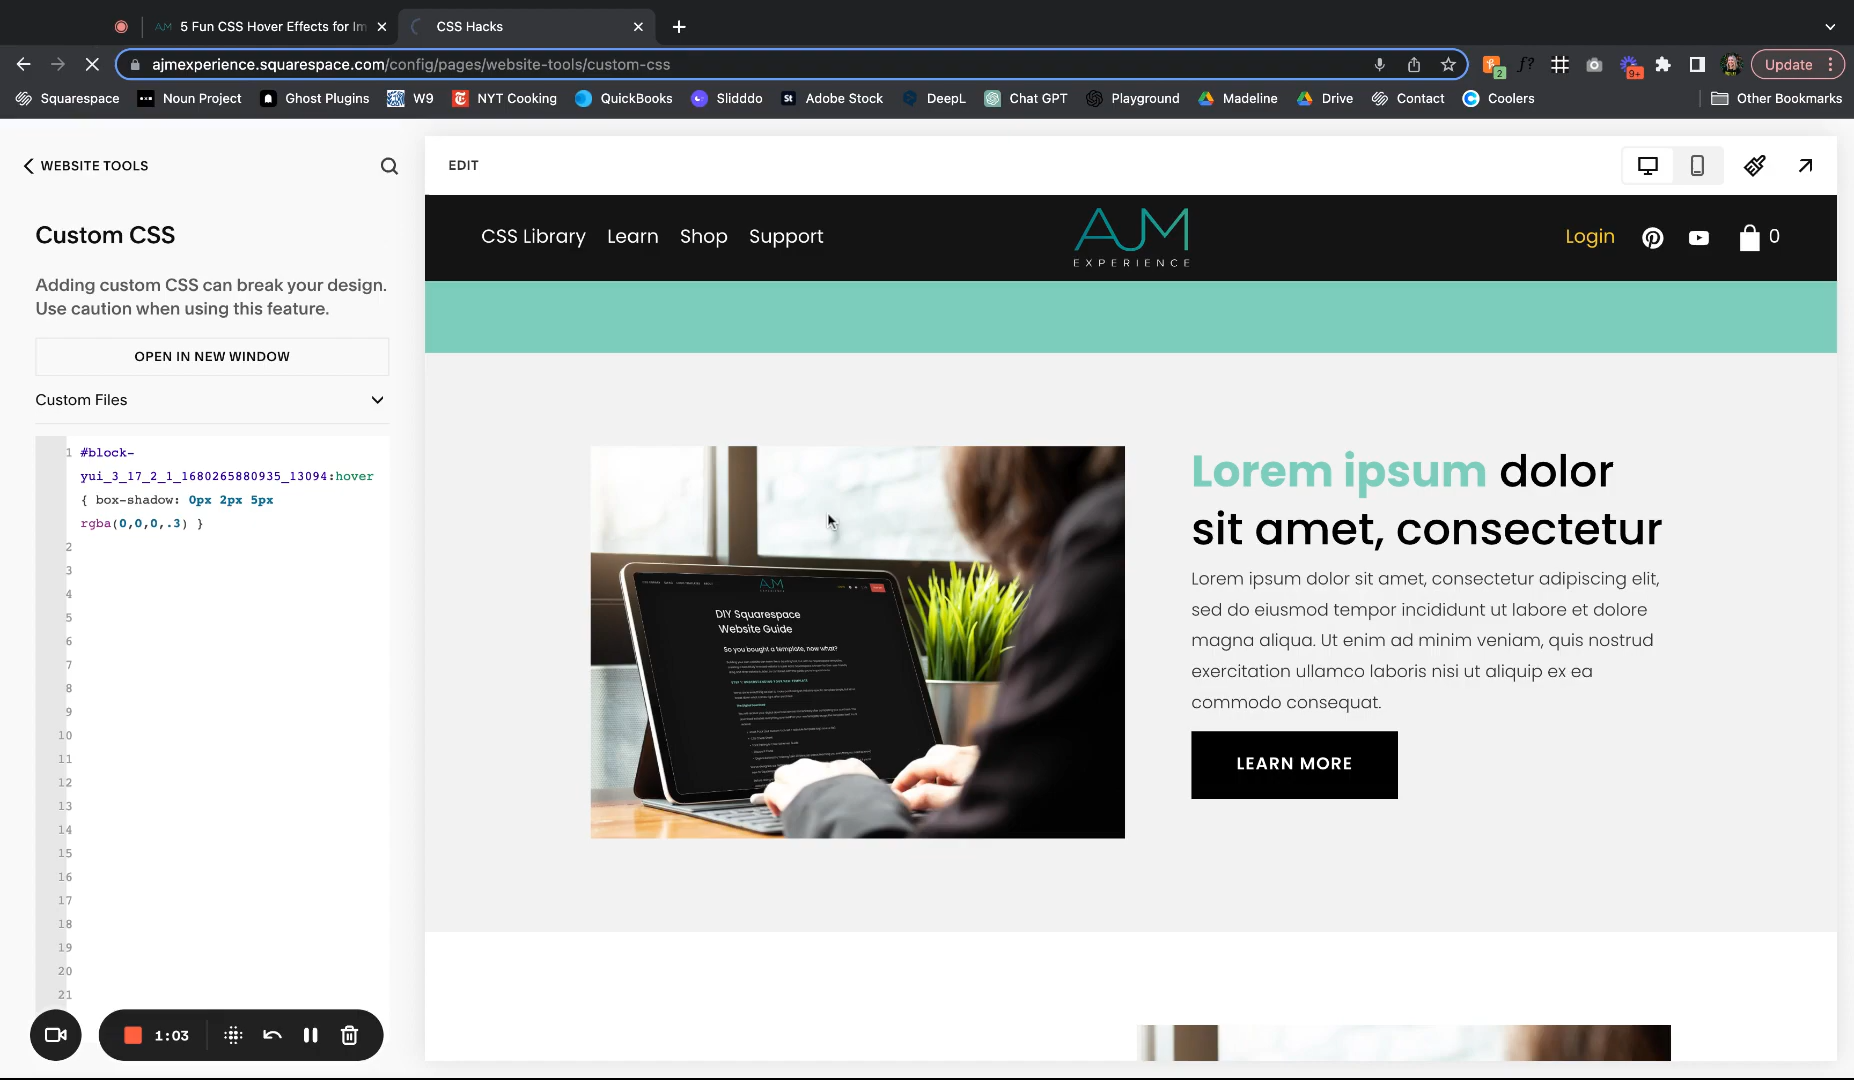 5 Fun CSS Hover Effects for Im
CSS Hacks
ajmexperience.squarespace.com/config/pages/website-tools/custom-css
2
f?
9+
Update
Squarespace
Noun Project
Ghost Plugins
W9
NYT Cooking
QuickBooks
Slidddo
Adobe Stock
DeepL
Chat GPT
Playground
Madeline
Drive
Contact
Coolers
Other Bookmarks
WEBSITE TOOLS
Custom CSS
Adding custom CSS can break your design.
Use caution when using this feature.
OPEN IN NEW WINDOW
Custom Files
1 #block-
yui_3_17_2_1_1680265880935_13094:hover
{ box-shadow: 0px 2px 5px
rgba(0,0,0,.3) }
2
3
4
5
6
7
8
9
10
11
12
13
14
15
16
17
18
19
20
21
1:03
EDIT
CSS Library
Learn
Shop
Support
AJM
EXPERIENCE
Login
0
DIY Squarespace
Website Guide
So you bought a template, now what?
Lorem ipsum dolor
sit amet, consectetur
Lorem ipsum dolor sit amet, consectetur adipiscing elit,
sed do eiusmod tempor incididunt ut labore et dolore
magna aliqua. Ut enim ad minim veniam, quis nostrud
exercitation ullamco laboris nisi ut aliquip ex ea
commodo consequat.
LEARN MORE